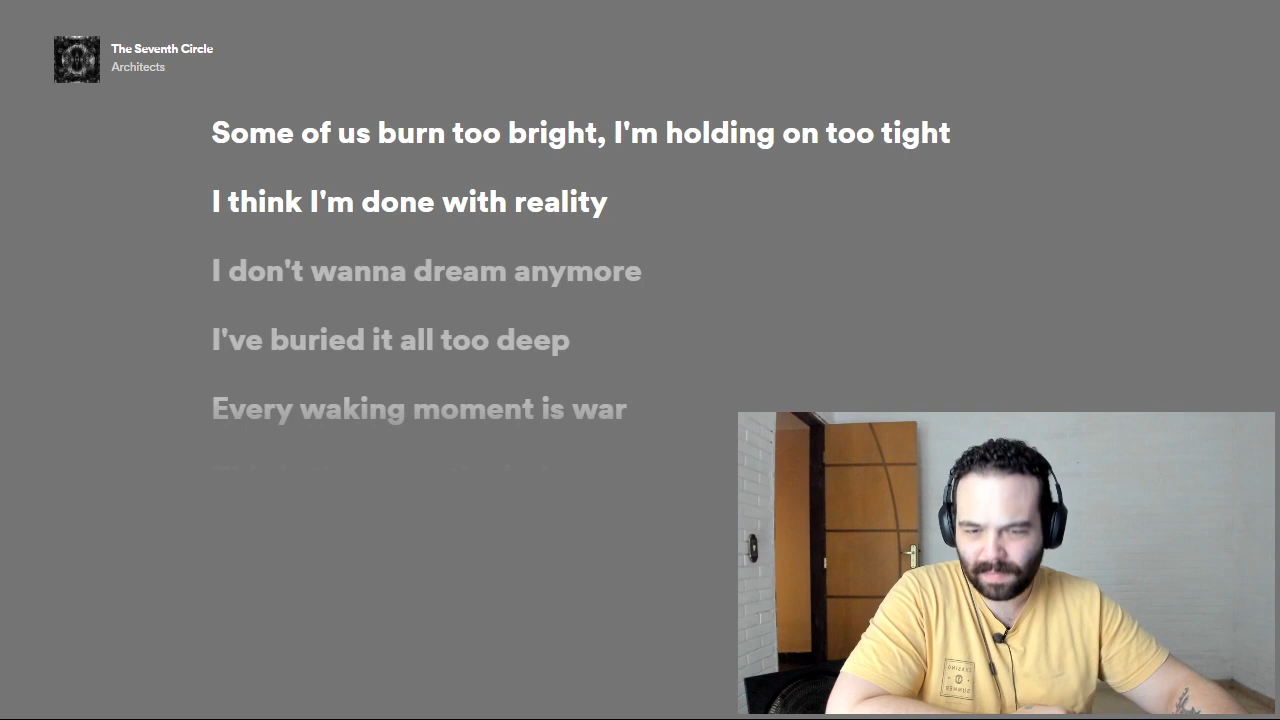 The Seventh Circle
Architects
Some of us burn too bright, I'm holding on too tight
I think I'm done with reality
I don't wanna dream anymore
I've buried it all too deep
Every waking moment is war